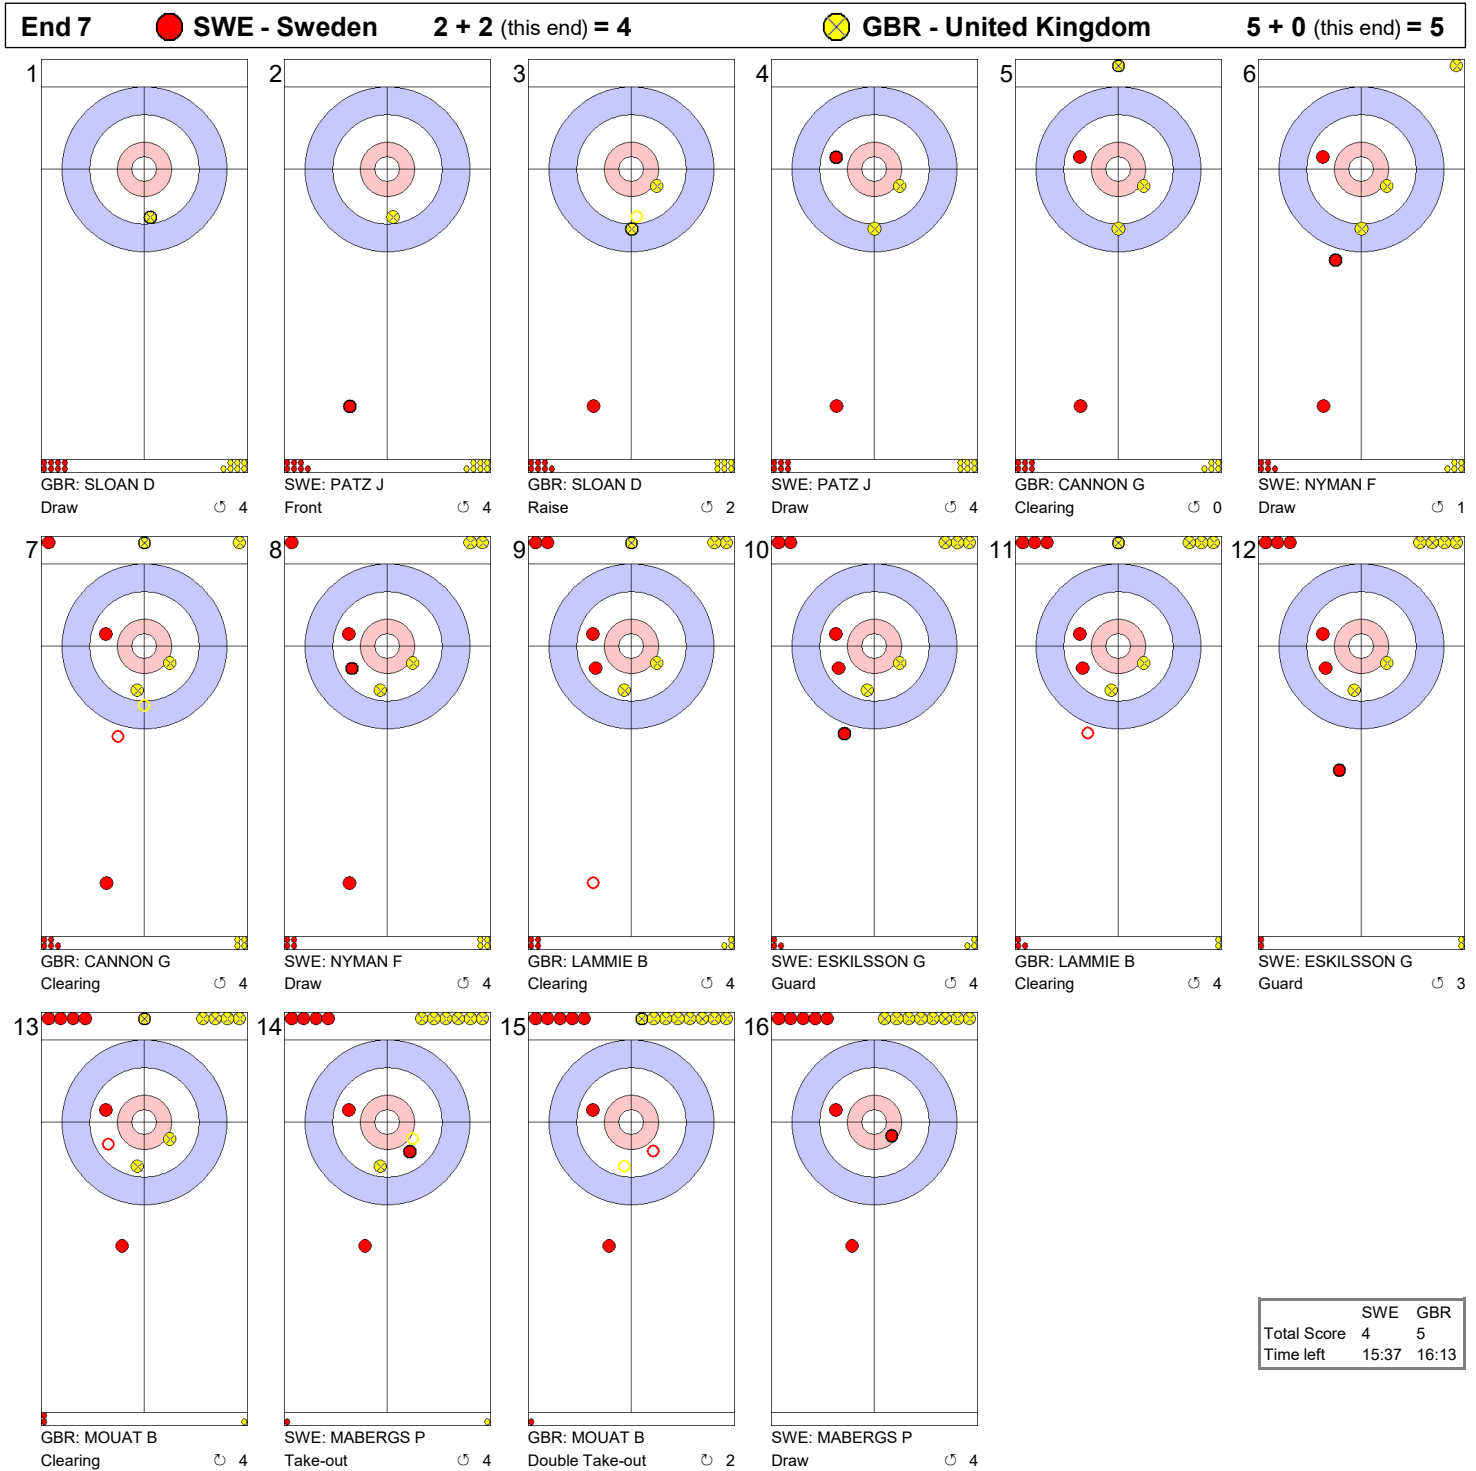 End 7 SWE - Sweden 2 + 2 (this end) = 4 GBR - United Kingdom 5 + 0 (this end) = 5
1 2 3 4 5 6
GBR: SLOAN D SWE: PATZ J GBR: SLOAN D SWE: PATZ J GBR: CANNON G SWE: NYMAN F
Draw 4 Front 4 Raise 2 Draw 4 Clearing 0 Draw 1
7 8 9 10 11 12
GBR: CANNON G SWE: NYMAN F GBR: LAMMIE B SWE: ESKILSSON G GBR: LAMMIE B SWE: ESKILSSON G
Clearing 4 Draw 4 Clearing 4 Guard 4 Clearing 4 Guard 3
13 14 15 16
SWE GBR
Total Score 4 5
Time left 15:37 16:13
GBR: MOUAT B SWE: MABERGS P GBR: MOUAT B SWE: MABERGS P
Clearing 4 Take-out 4 Double Take-out 2 Draw 4